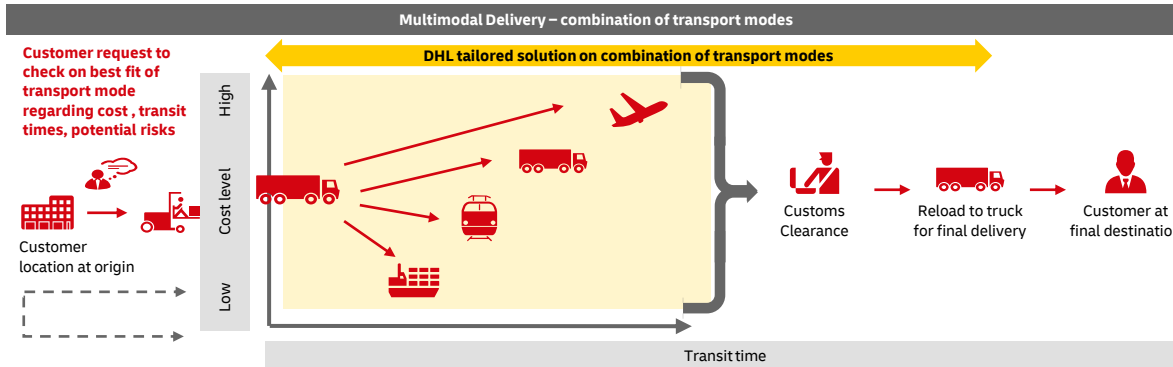 Multimodal Delivery – combination of transport modes
DHL tailored solution on combination of transport modes
Customer request to
check on best fit of
transport mode
regarding cost , transit
times, potential risks
High
Cost level
Low
Customer
location at origin
Customs
Clearance
Reload to truck
for final delivery
Customer at
final destinatio
Transit time